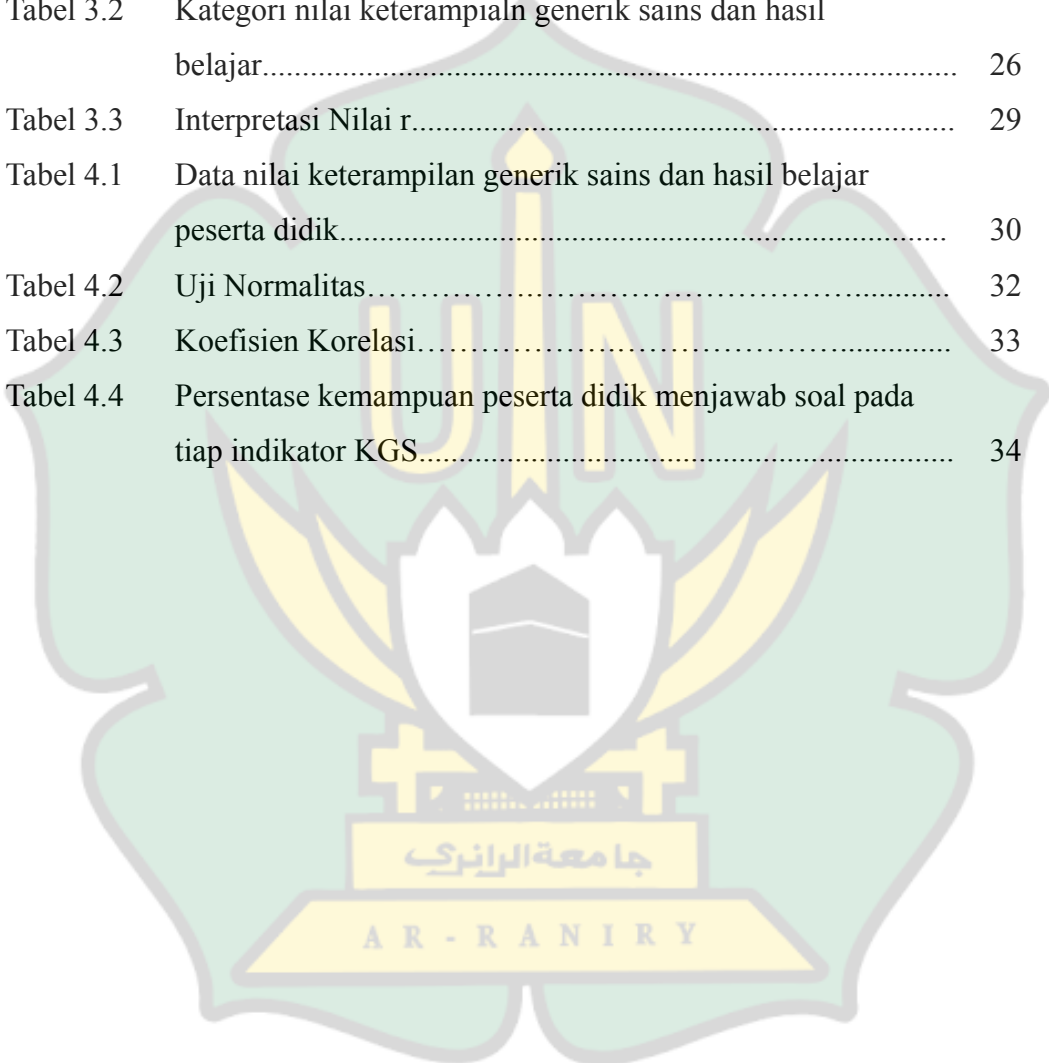 Tabel 3.2 Kategori nilai keterampialn generik sains dan hasil
belajar.................................................................................................... 26
Tabel 3.3 Interpretasi Nilai r............................................................................. 29
Tabel 4.1 Data nilai keterampilan generik sains dan hasil belajar
peserta didik....................................................................................... 30
Tabel 4.2 Uji Normalitas……………………………………………........... 32
Tabel 4.3 Koefisien Korelasi…………………………………….............. 33
Tabel 4.4 Persentase kemampuan peserta didik menjawab soal pada
tiap indikator KGS............................................................................ 34
UIN
جامعة الرانري
AR-RANIRY